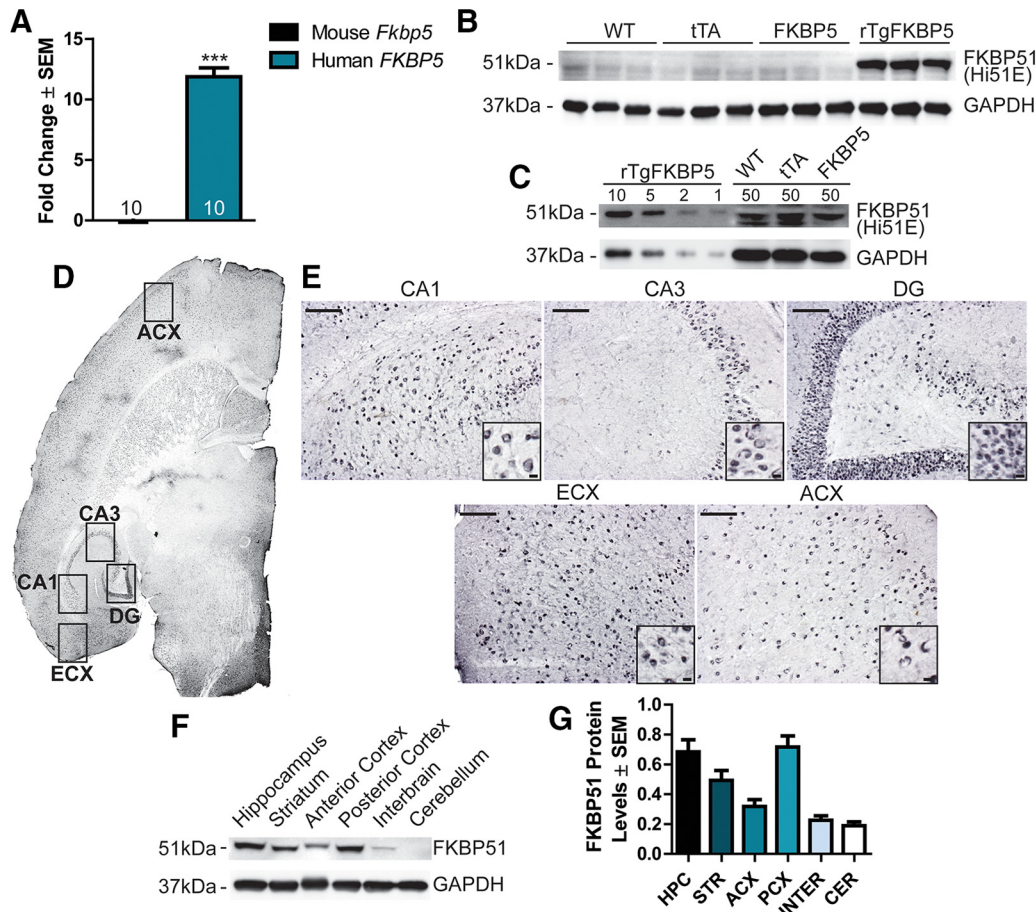 A
Fold Change ± SEM
15
10
5
0
10
10
***
Mouse Fkbp5
Human FKBP5
B
WT tTA FKBP5 rTgFKBP5
51kDa - FKBP51
(Hi51E)
37kDa - GAPDH
C
rTgFKBP5 WT tTA FKBP5
10 5 2 1 50 50 50
51kDa - FKBP51
(Hi51E)
37kDa - GAPDH
D
ACX
CA3
CA1
DG
ECX
E
CA1 CA3 DG
ECX ACX
F
Hippocampus
Striatum
Anterior Cortex
Posterior Cortex
Interbrain
Cerebellum
51kDa - FKBP51
37kDa - GAPDH
G
FKBP51 Protein
Levels ± SEM
1.0
0.8
0.6
0.4
0.2
0.0
HPC STR ACX PCX INTER CER